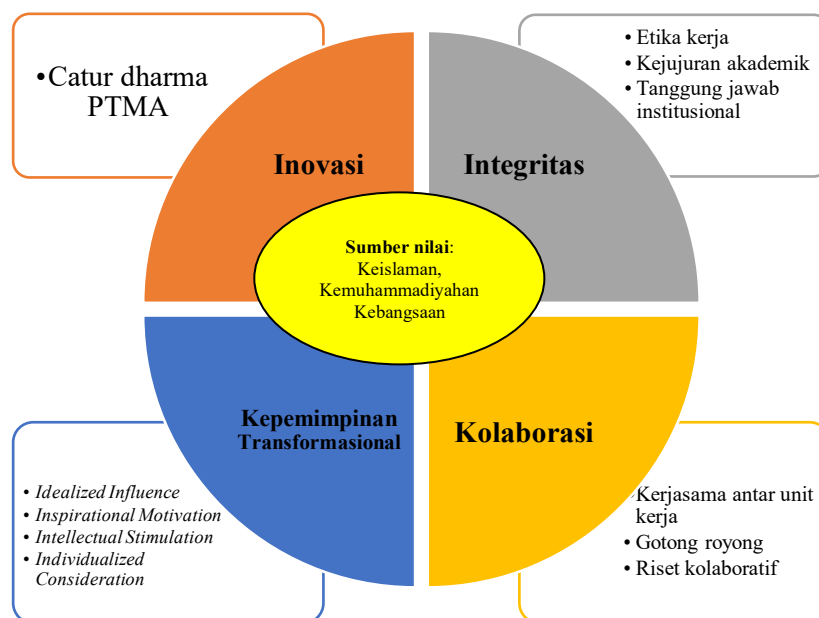 • Catur dharma
PTMA
• Etika kerja
• Kejujuran akademik
• Tanggung jawab
institusional
Inovasi
Integritas
Sumber nilai:
Keislaman,
Kemuhammadiyahan
Kebangsaan
Kepemimpinan
Transformasional
Kolaborasi
• Idealized Influence
• Inspirational Motivation
• Intellectual Stimulation
• Individualized
Consideration
• Kerjasama antar unit
kerja
• Gotong royong
• Riset kolaboratif